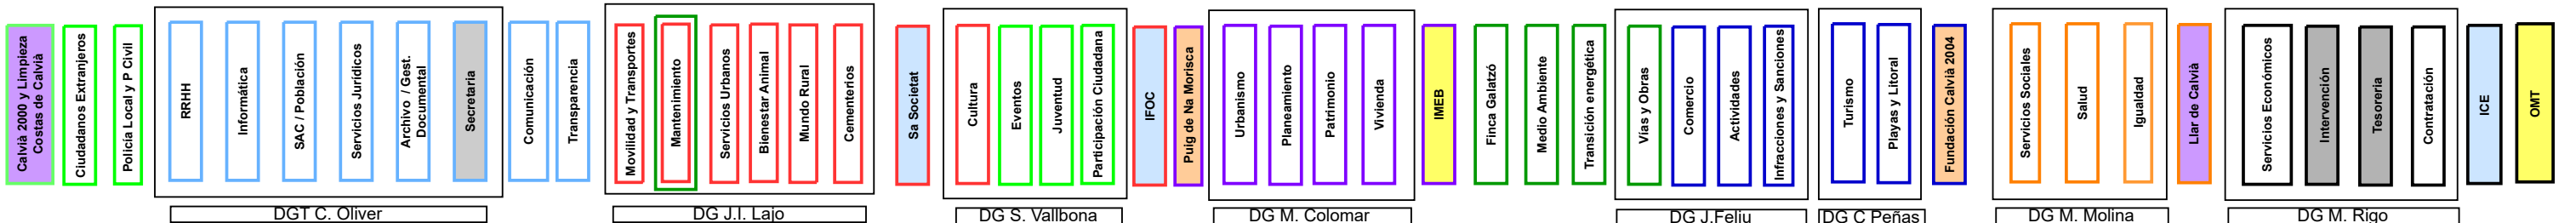 Calvià 2000 y Limpieza
Costas de Calvià
Ciudadanos Extranjeros
Policia Local y P Civil
RRHH
Informática
SAC / Población
Servicios Jurídicos
Archivo / Gest.
Documental
Secretaria
Comunicación
Transparencia
Movilidad y Transportes
Mantenimiento
Servicios Urbanos
Bienestar Animal
Mundo Rural
Cementerios
Sa Societat
Cultura
Eventos
Juventud
Participación Ciudadana
IFOC
Puig de Na Morisca
Urbanismo
Planeamiento
Patrimonio
Vivienda
IMEB
Finca Galatzó
Medio Ambiente
Transición energética
Vías y Obras
Comercio
Actividades
Infracciones y Sanciones
Turismo
Playas y Litoral
Fundación Calvià 2004
Servicios Sociales
Salud
Igualdad
Llar de Calvià
Servicios Económicos
Intervención
Tesoreria
Contratación
ICE
OMT
DGT C. Oliver
DG J.I. Lajo
DG S. Vallbona
DG M. Colomar
DG J.Feliu
DG C Peñas
DG M. Molina
DG M. Rigo